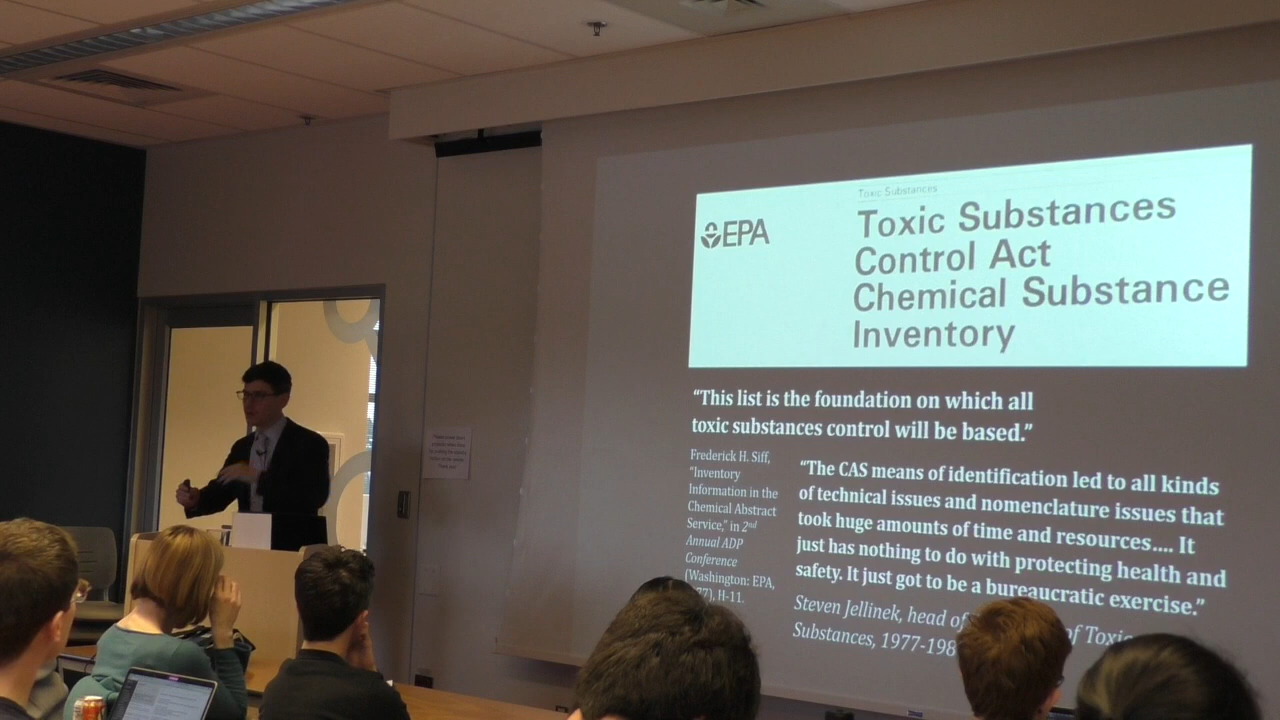 Toxic Substances
EPA
Toxic Substances
Control Act
Chemical Substance
Inventory
“This list is the foundation on which all
toxic substances control will be based.”
Frederick H. Siff,
“Inventory
Information in the
Chemical Abstract
Service,” in 2nd
Annual ADP
Conference
(Washington: EPA,
H-11.
“The CAS means of identification led to all kinds
of technical issues and nomenclature issues that
took huge amounts of time and resources.... It
just has nothing to do with protecting health and
safety. It just got to be a bureaucratic exercise.”
Steven Jellinek, head of Toxic
Substances, 1977-198